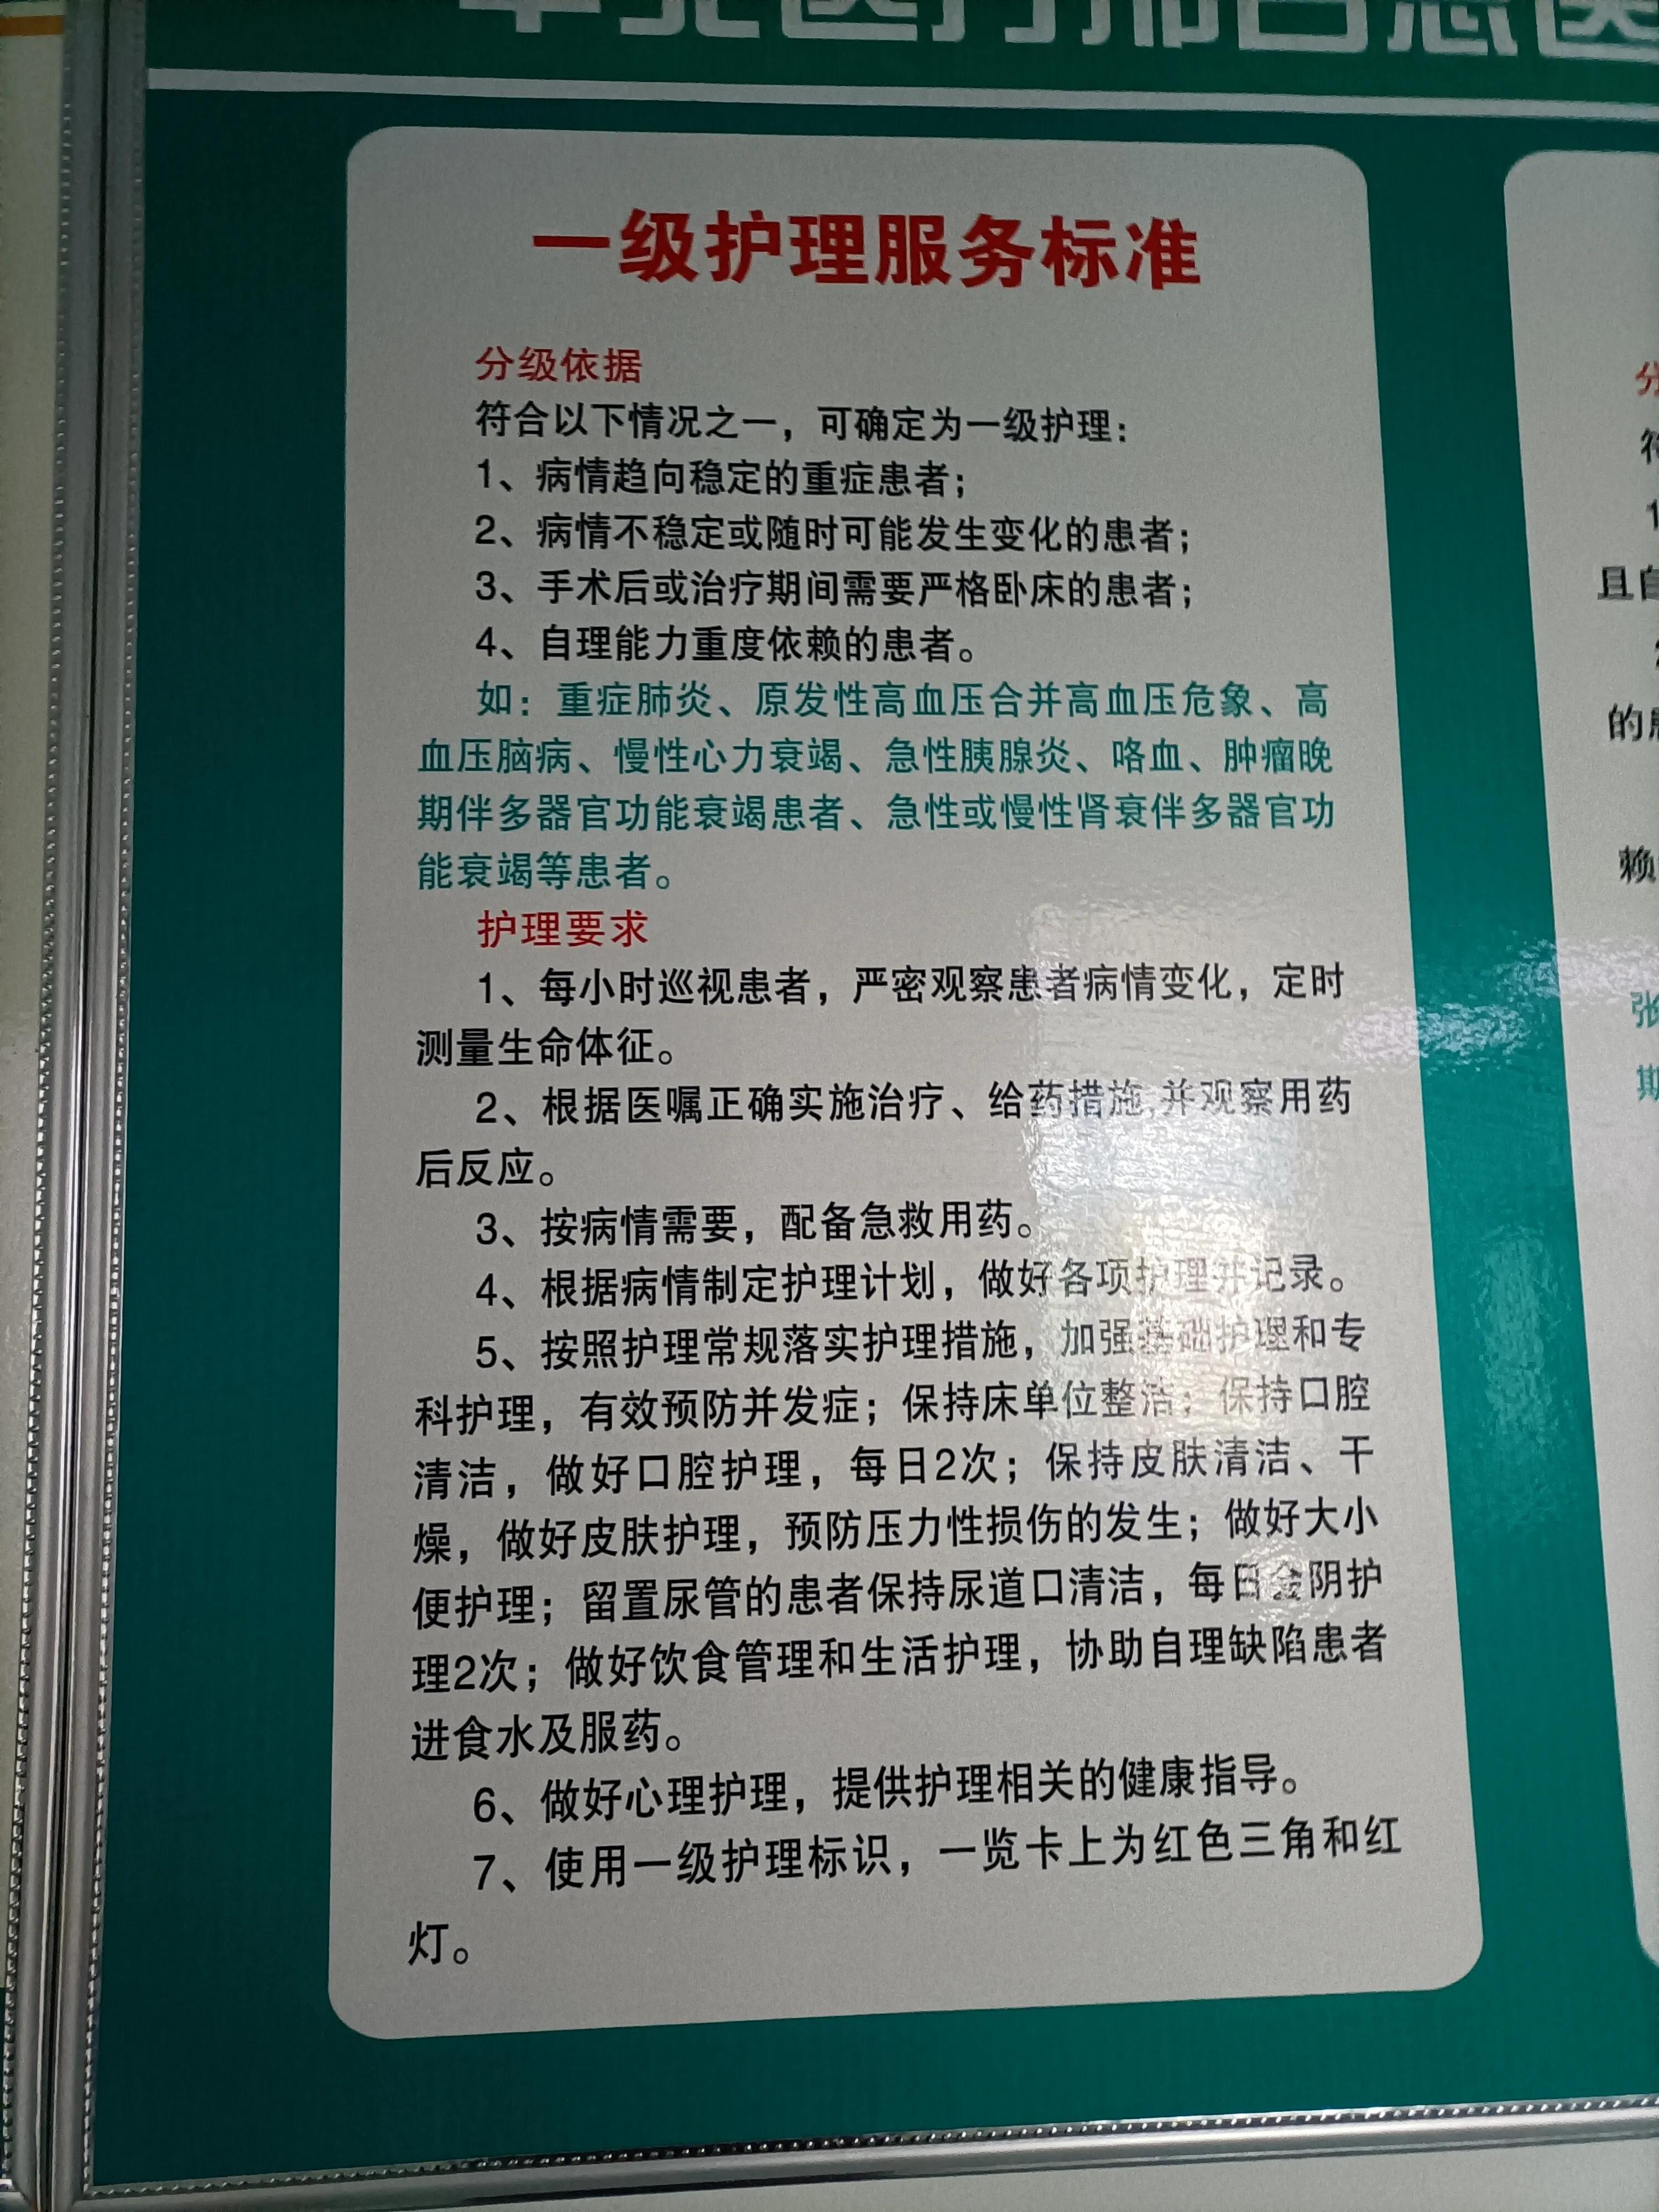 一级护理服务标准
分级依据
符合以下情况之一，可确定为一级护理：
1、病情趋向稳定的重症患者；
2、病情不稳定或随时可能发生变化的患者；
3、手术后或治疗期间需要严格卧床的患者；
4、自理能力重度依赖的患者。
如：重症肺炎、原发性高血压合并高血压危象、高
血压脑病、慢性心力衰竭、急性胰腺炎、咯血、肿瘤晚
期伴多器官功能衰竭患者、急性或慢性肾衰伴多器官功
能衰竭等患者。
护理要求
1、每小时巡视患者，严密观察患者病情变化，定时
测量生命体征。
2、根据医嘱正确实施治疗、给药措施,并观察用药
后反应。
3、按病情需要，配备急救用药。
4、根据病情制定护理计划，做好各项护理并记录。
5、按照护理常规落实护理措施，加强基础护理和专
科护理，有效预防并发症；保持床单位整洁；保持口腔
清洁，做好口腔护理，每日2次；保持皮肤清洁、干
燥，做好皮肤护理，预防压力性损伤的发生；做好大小
便护理；留置尿管的患者保持尿道口清洁，每日会阴护
理2次；做好饮食管理和生活护理，协助自理缺陷患者
进食水及服药。
6、做好心理护理，提供护理相关的健康指导。
7、使用一级护理标识，一览卡上为红色三角和红
灯。
且
的
赖
张
期